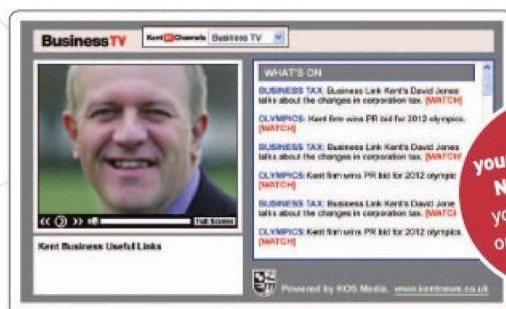 BusinessTV
Kent Channels Business TV
WHAT'S ON
BUSINESS TAX: Business Link Kent's David Jones
talks about the changes in corporation tax. [WATCH]
OLYMPICS: Kent firm wins PR bid for 2012 olympics.
[WATCH]
BUSINESS TAX: Business Link Kent's David Jones
talks about the changes in corporation tax. [WATCH]
OLYMPICS: Kent firm wins PR bid for 2012 olympic
[WATCH]
BUSINESS TAX: Business Link Kent's David Jone
talks about the changes in corporation tax. [WATCH]
OLYMPICS: Kent firm wins PR bid for 2012 olympics.
[WATCH]
Full Screen
Kent Business Useful Links
Powered by KOS Media. www.kentnews.co.uk
you
N
yo
o